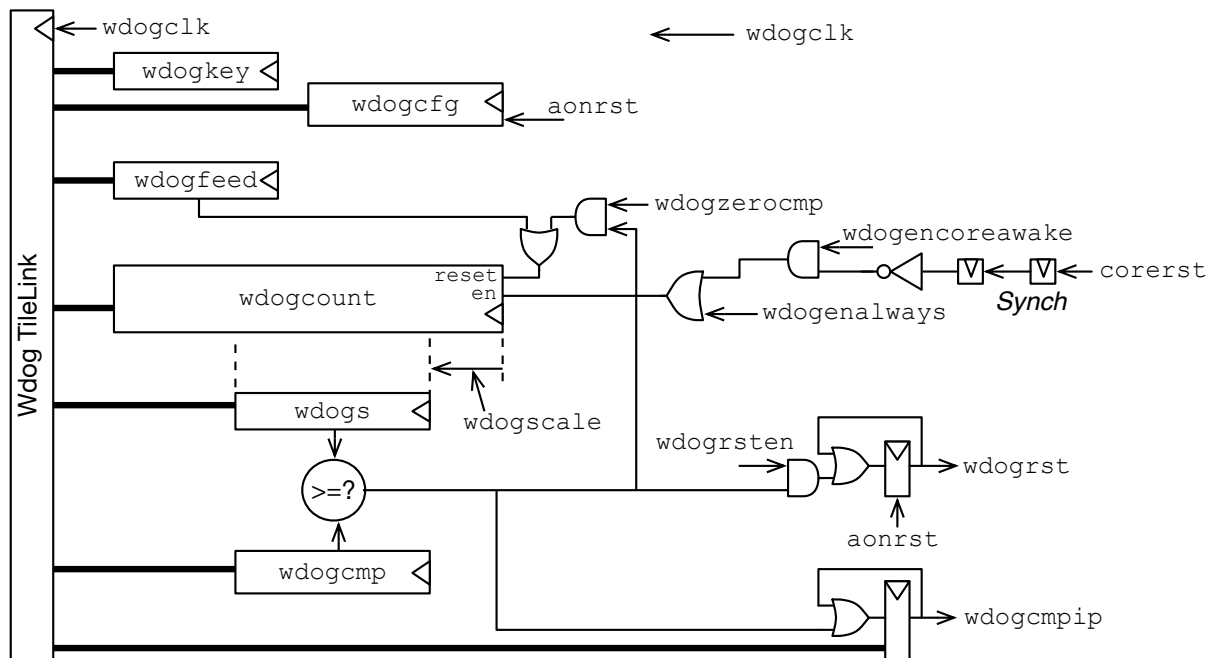 wdogclk
wdogclk
wdogkey
wdogcfg
aonrst
wdogfeed
wdogzerocmp
wdogencoreawake
reset
wdogcount
en
corerst
Synch
wdogenalways
Wdog TileLink
wdogs
wdogscale
wdogrsten
>=?
wdogrst
aonrst
wdogcmp
wdogcmpip